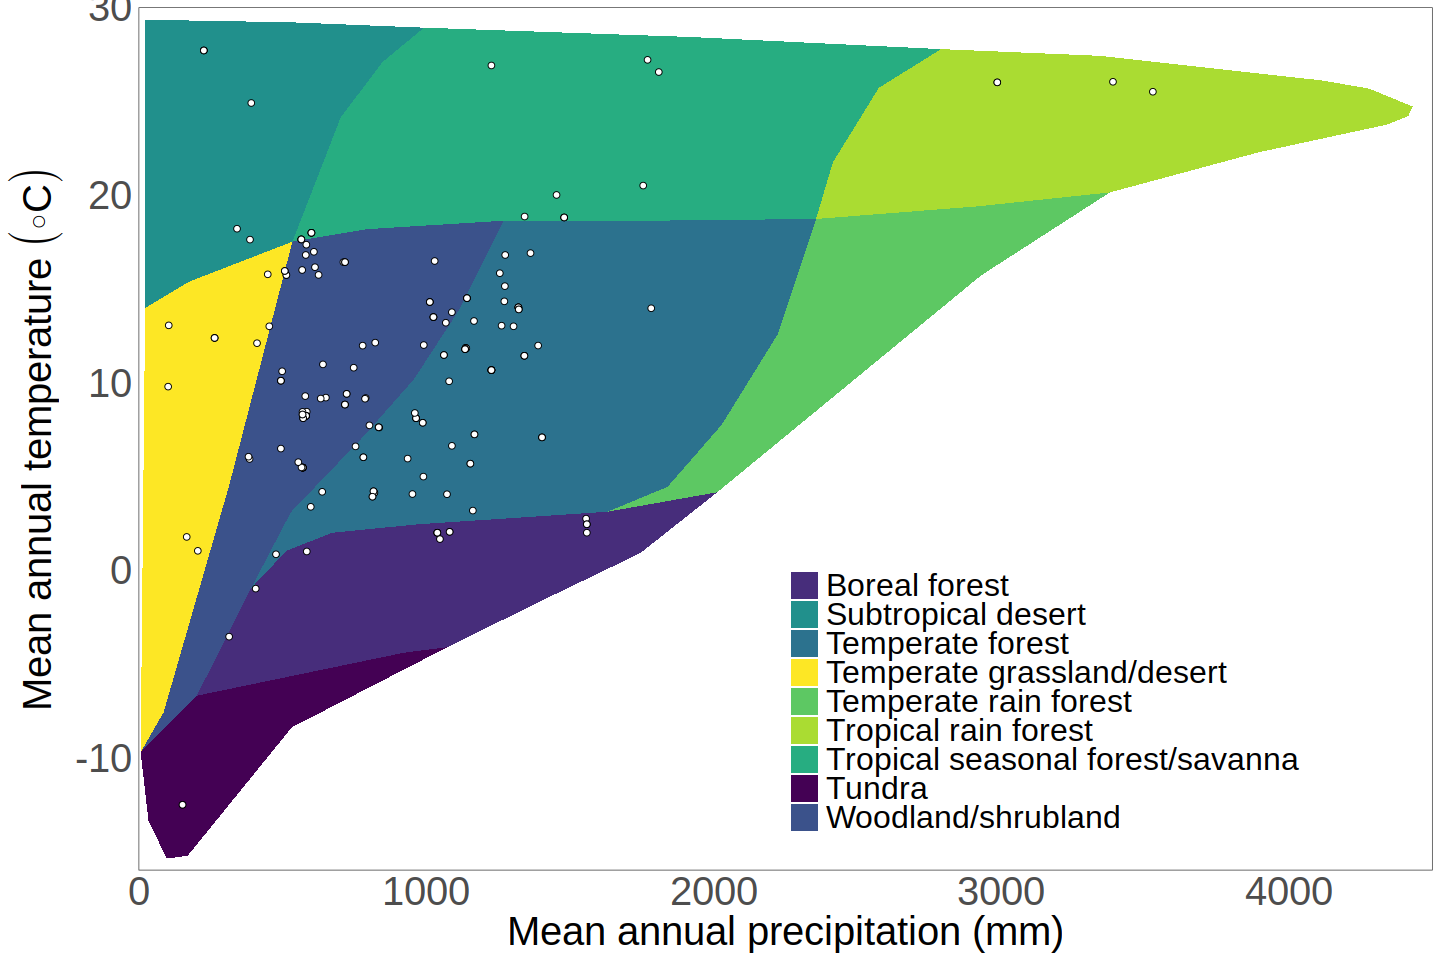 Mean annual temperature (°C)
30
20
10
0
-10
Boreal forest
Subtropical desert
Temperate forest
Temperate grassland/desert
Temperate rain forest
Tropical rain forest
Tropical seasonal forest/savanna
Tundra
Woodland/shrubland
0 1000 2000 3000 4000
Mean annual precipitation (mm)